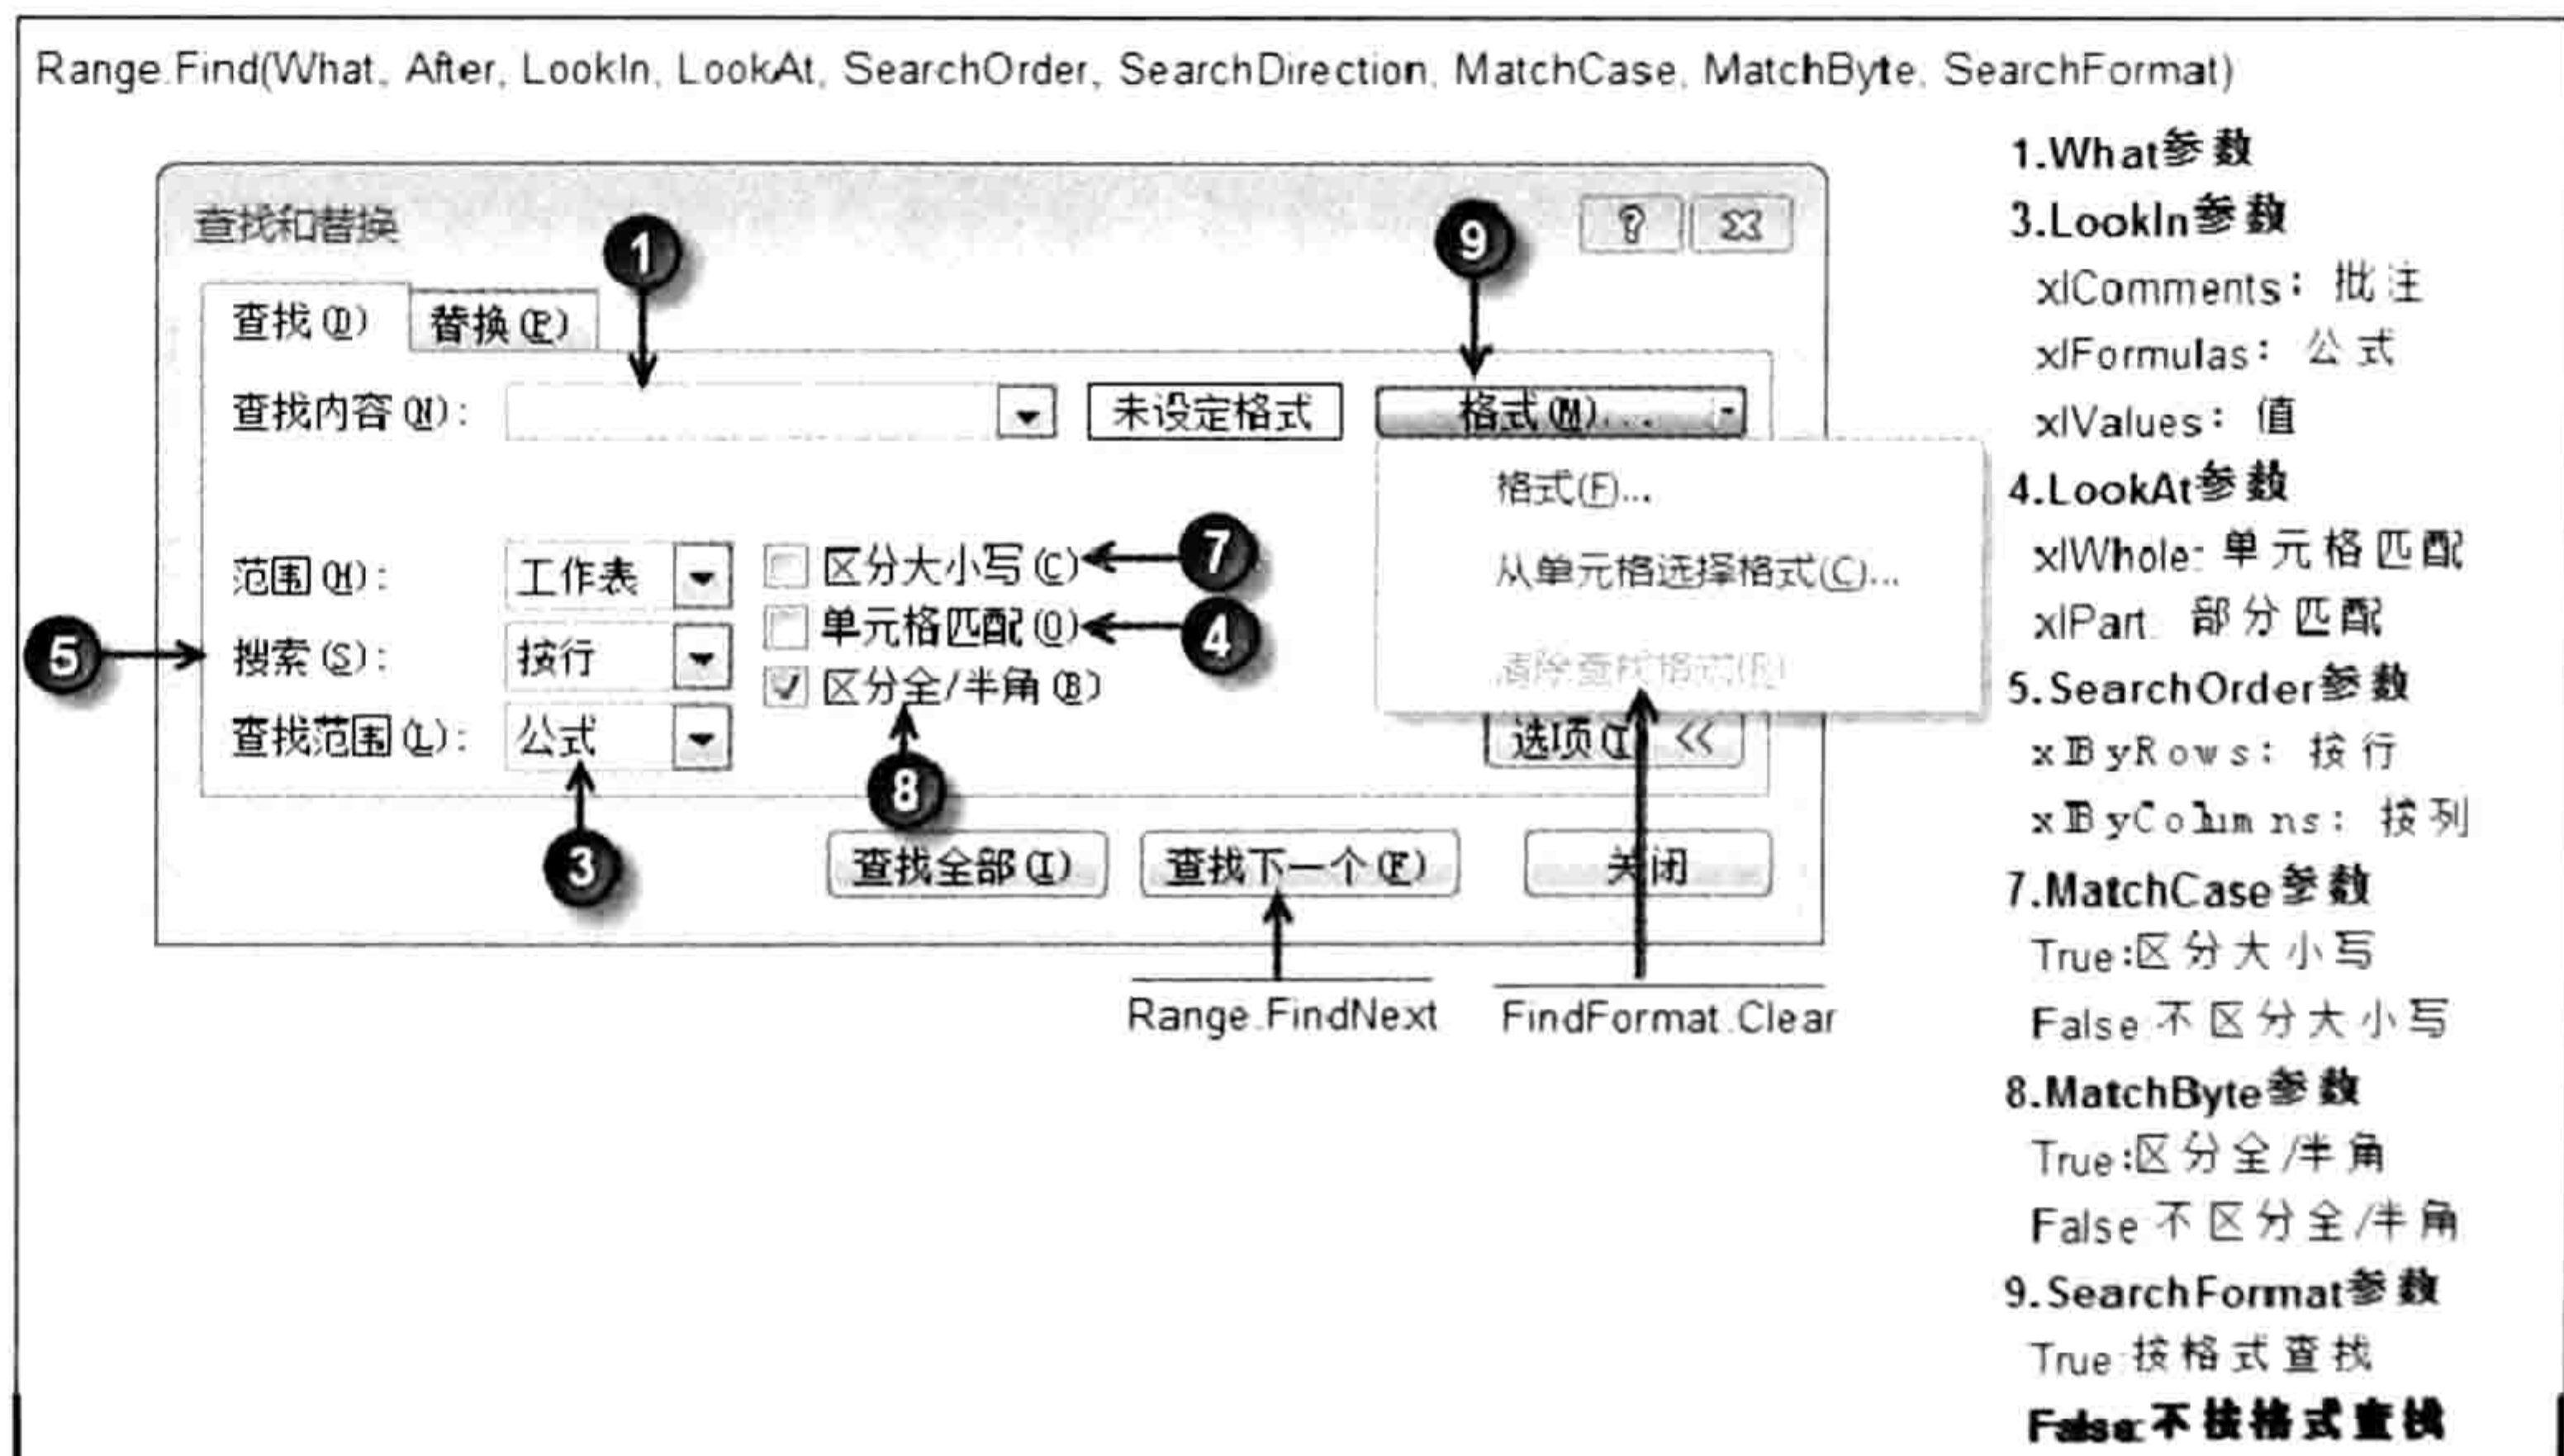 Range.Find(What, After, LookIn, LookAt, SearchOrder, SearchDirection, MatchCase, MatchByte, SearchFormat)
查找和替换
1
9
查找(D)
替换(P)
查找内容(N):
未设定格式
格式(M)...
格式(F)...
从单元格选择格式(C)...
清除查找格式(R)
范围(H):
工作表
区分大小写(C)
7
5
搜索(S):
按行
单元格匹配(O)
4
区分全/半角(B)
查找范围(L):
公式
选项(T) <<
8
3
查找全部(I)
查找下一个(F)
关闭
Range.FindNext
FindFormat.Clear
1.What参数
3.LookIn参数
xlComments: 批注
xlFormulas: 公式
xlValues: 值
4.LookAt参数
xlWhole: 单元格匹配
xlPart: 部分匹配
5.SearchOrder参数
xlByRows: 按行
xlByColumns: 按列
7.MatchCase参数
True:区分大小写
False:不区分大小写
8.MatchByte参数
True:区分全/半角
False:不区分全/半角
9.SearchFormat参数
True:按格式查找
False:不按格式查找